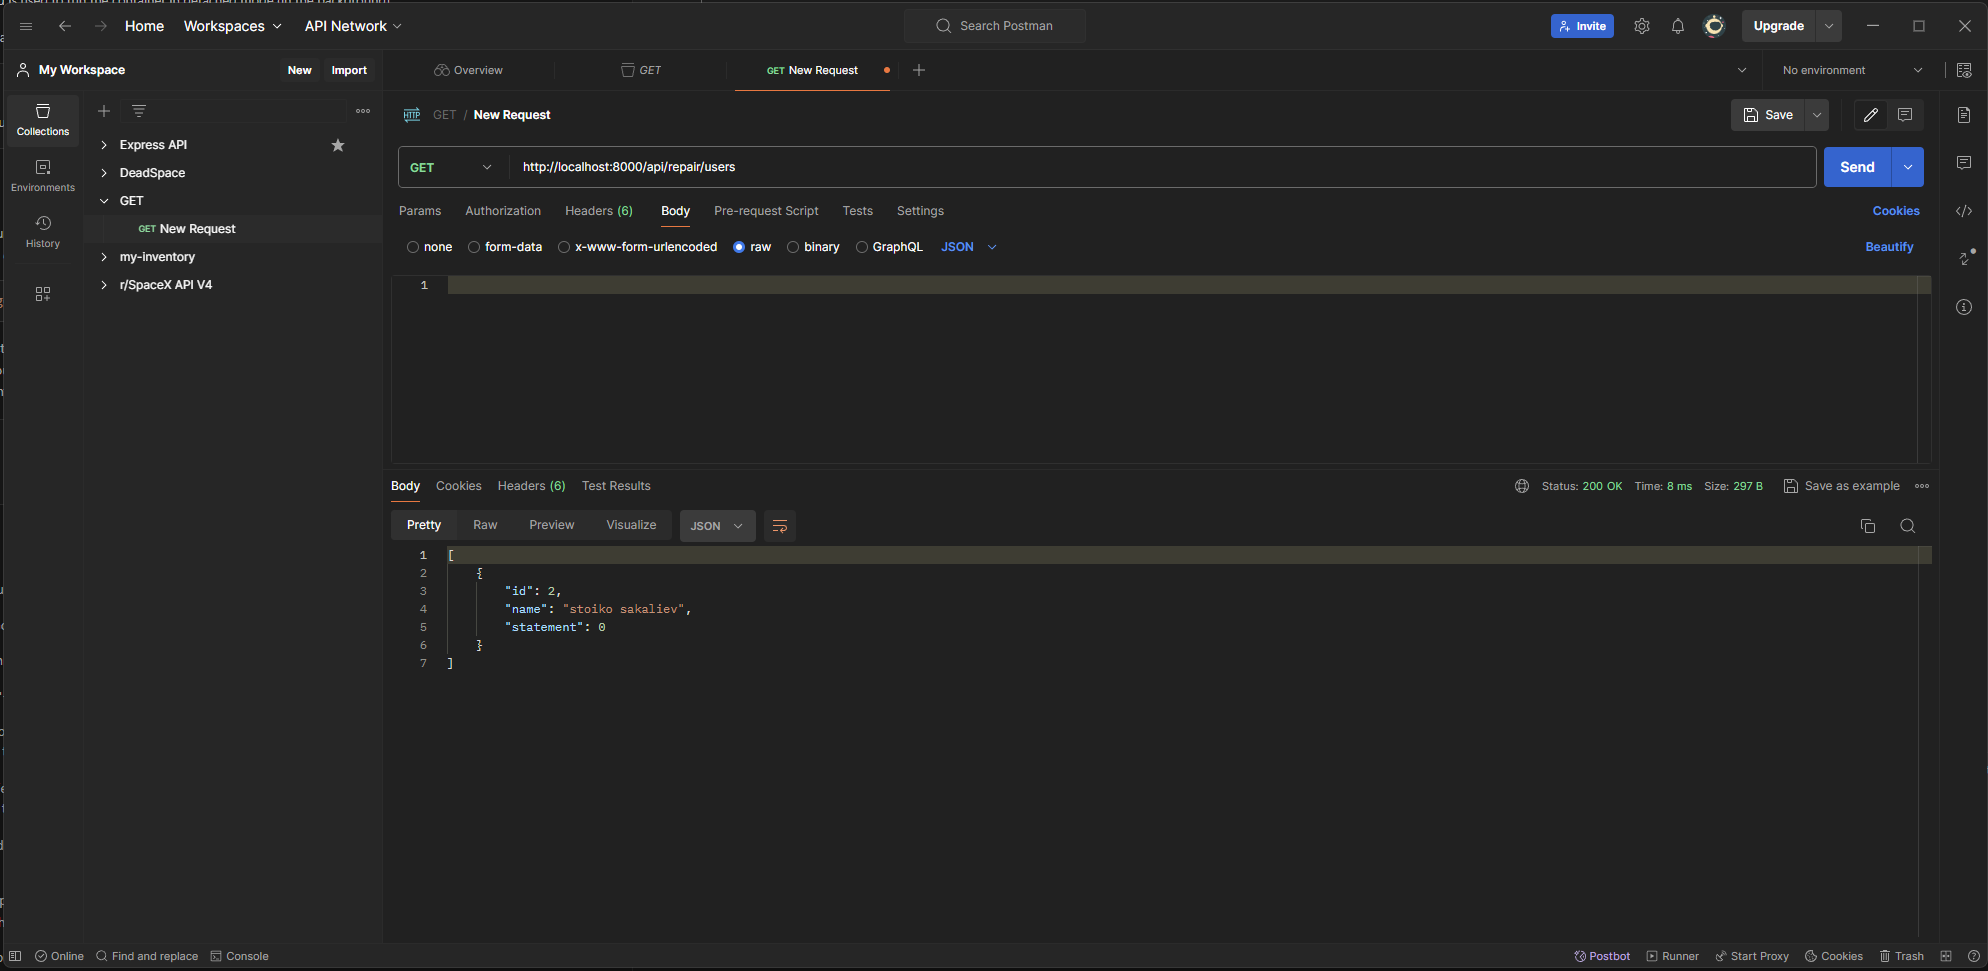 Home Workspaces API Network Search Postman Invite Upgrade
My Workspace New Import Overview GET GET New Request No environment
Collections
Environments
History
Express API
DeadSpace
GET
GET New Request
my-inventory
r/SpaceX API V4
HTTP GET / New Request Save
GET http://localhost:8000/api/repair/users Send
Params Authorization Headers (6) Body Pre-request Script Tests Settings Cookies
none form-data x-www-form-urlencoded raw binary GraphQL JSON Beautify
1
Body Cookies Headers (6) Test Results Status: 200 OK Time: 8 ms Size: 297 B Save as example
Pretty Raw Preview Visualize JSON
1 [
2 {
3 "id": 2,
4 "name": "stoiko sakaliev",
5 "statement": 0
6 }
7 ]
Online Find and replace Console Postbot Runner Start Proxy Cookies Trash